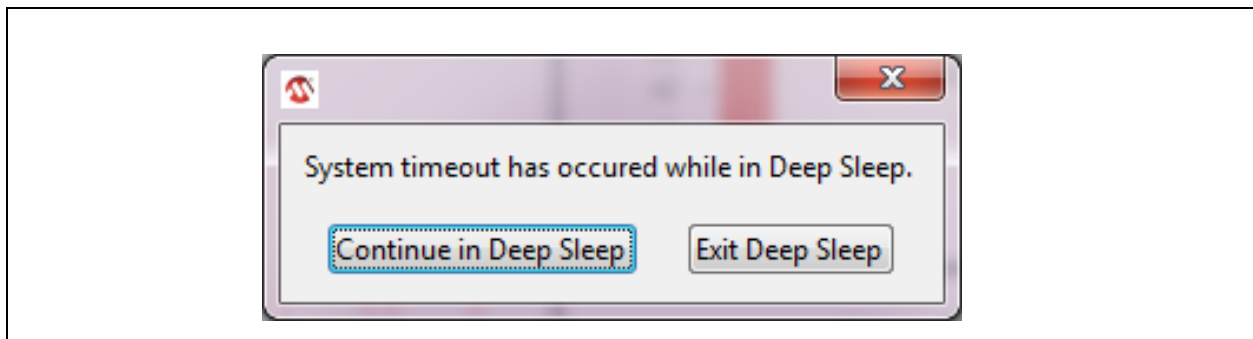 System timeout has occured while in Deep Sleep.
Continue in Deep Sleep Exit Deep Sleep